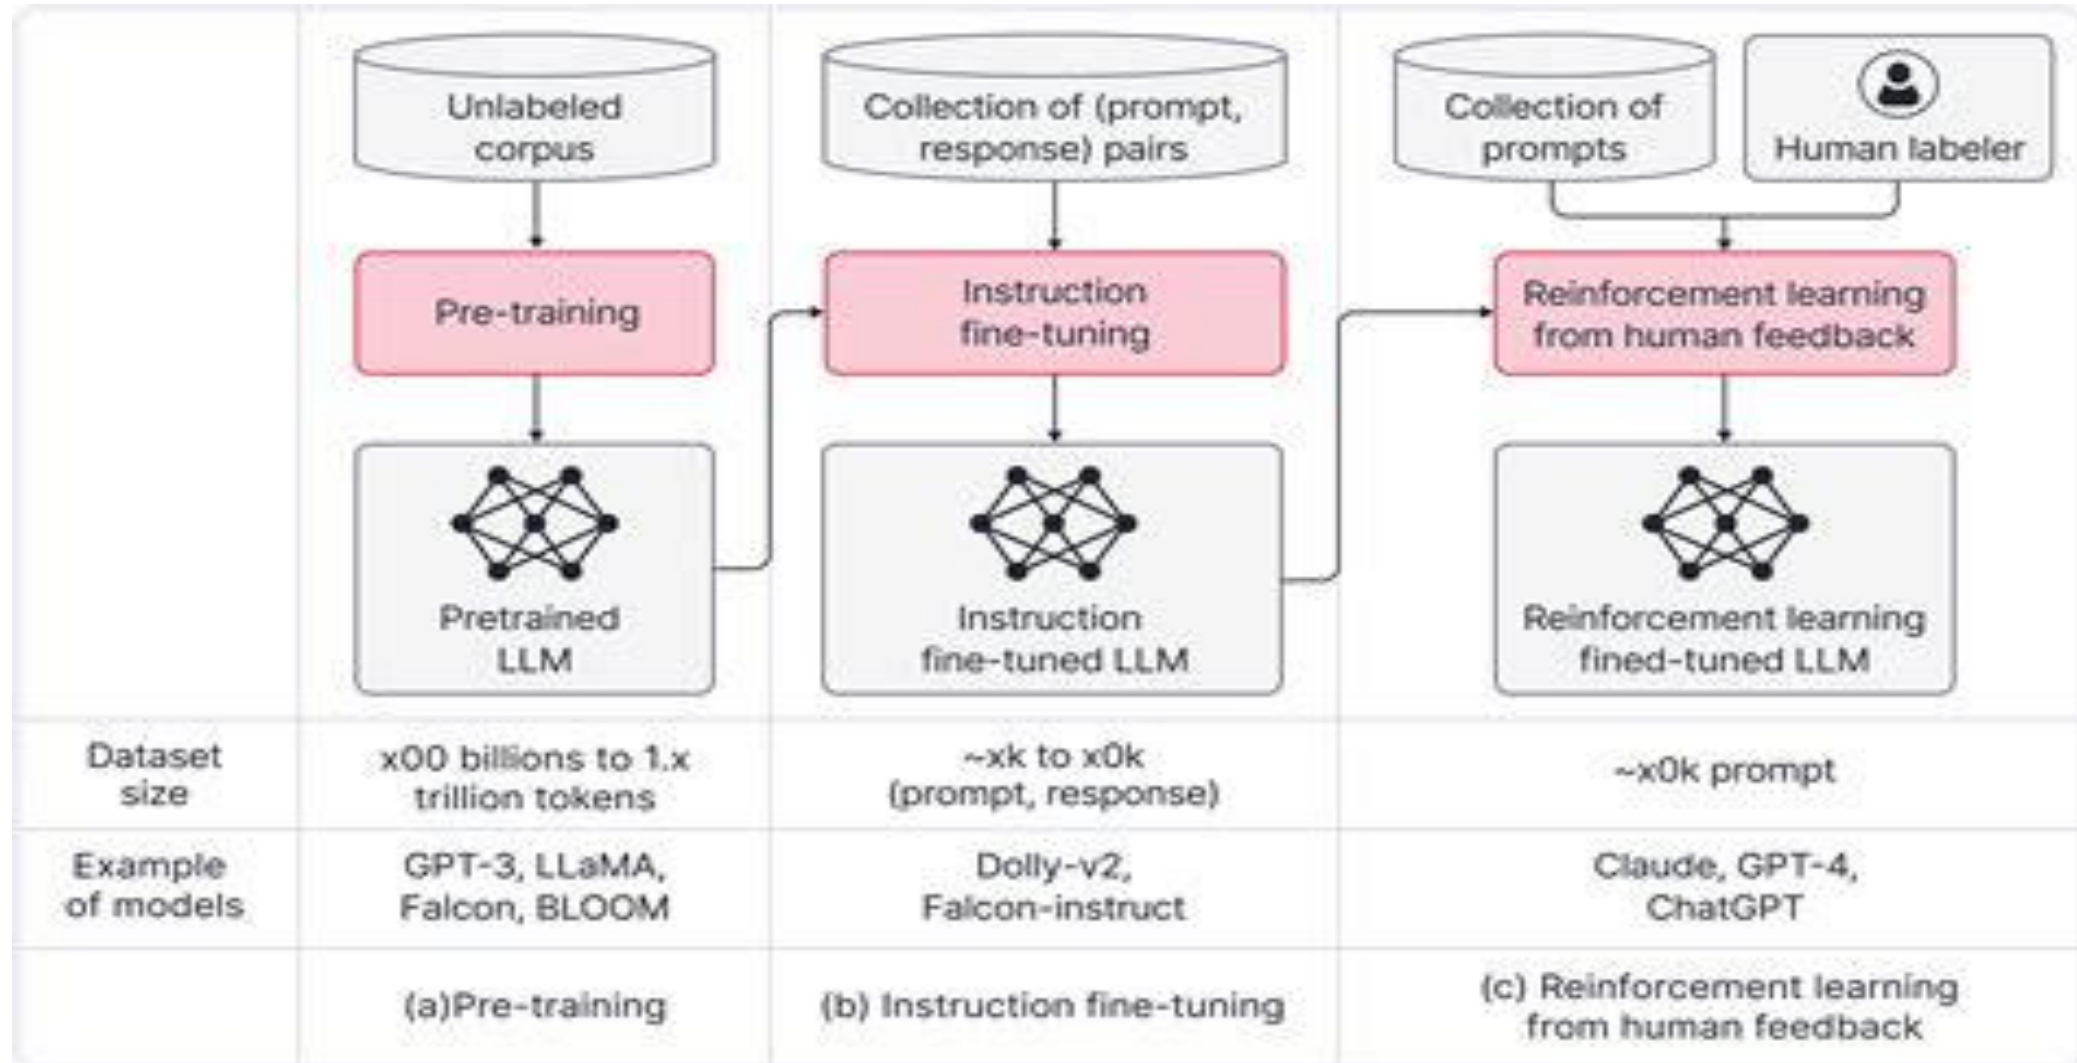 Unlabeled
corpus
Collection of (prompt,
response) pairs
Collection of
prompts
Human labeler
Pre-training
Instruction
fine-tuning
Reinforcement learning
from human feedback
Pretrained
LLM
Instruction
fine-tuned LLM
Reinforcement learning
fined-tuned LLM
Dataset
size
x00 billions to 1.x
trillion tokens
~xk to x0k
(prompt, response)
~x0k prompt
Example
of models
GPT-3, LLaMA,
Falcon, BLOOM
Dolly-v2,
Falcon-instruct
Claude, GPT-4,
ChatGPT
(a)Pre-training
(b) Instruction fine-tuning
(c) Reinforcement learning
from human feedback